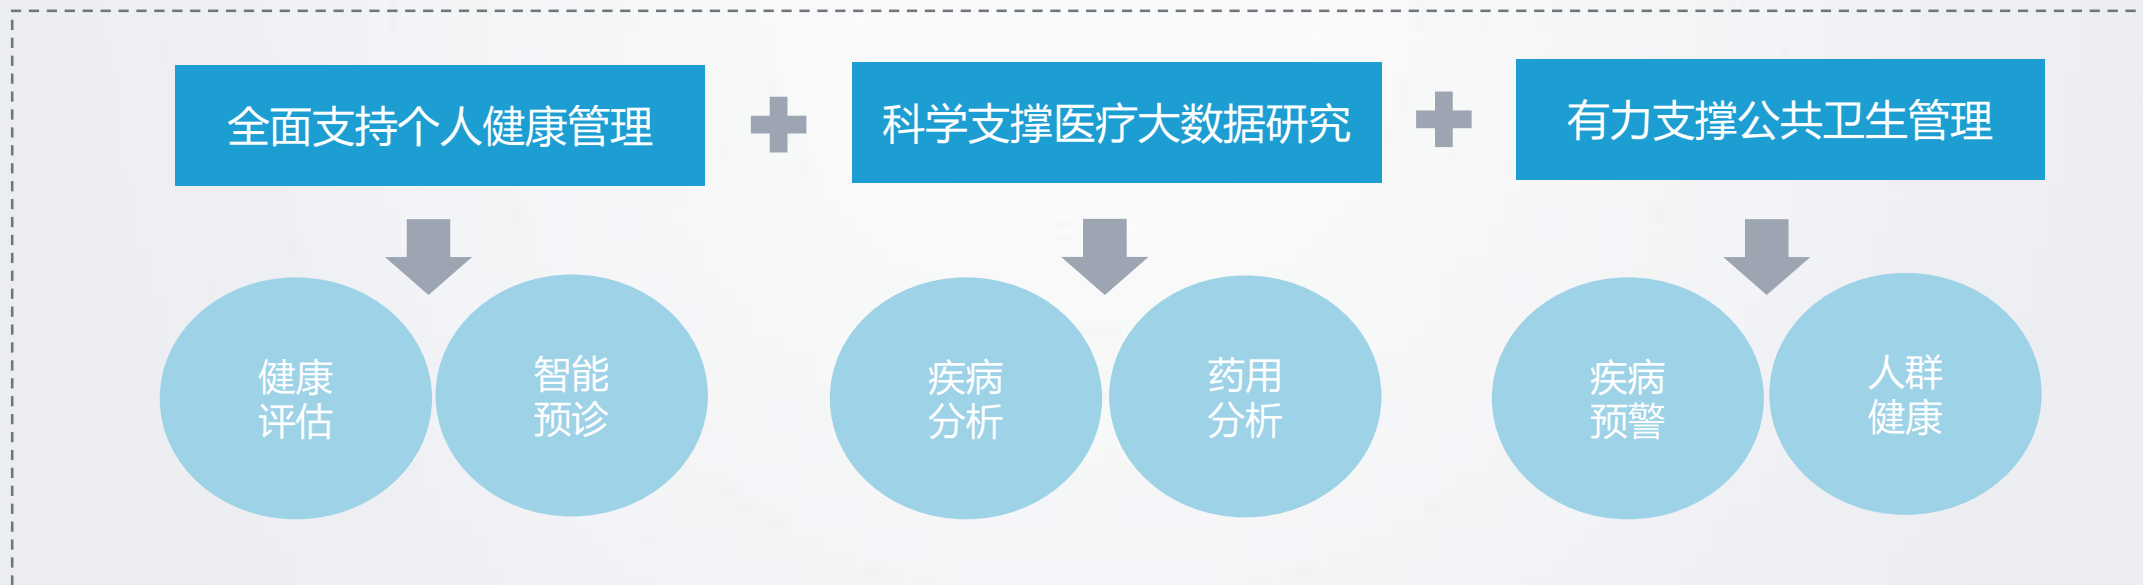 全面支持个人健康管理
科学支撑医疗大数据研究
有力支撑公共卫生管理
健康
评估
智能
预诊
疾病
分析
药用
分析
疾病
预警
人群
健康